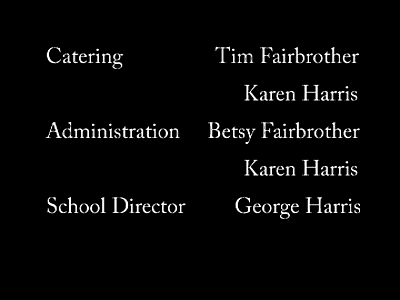 Catering Tim Fairbrother
Karen Harris
Administration Betsy Fairbrother
Karen Harris
School Director George Harris